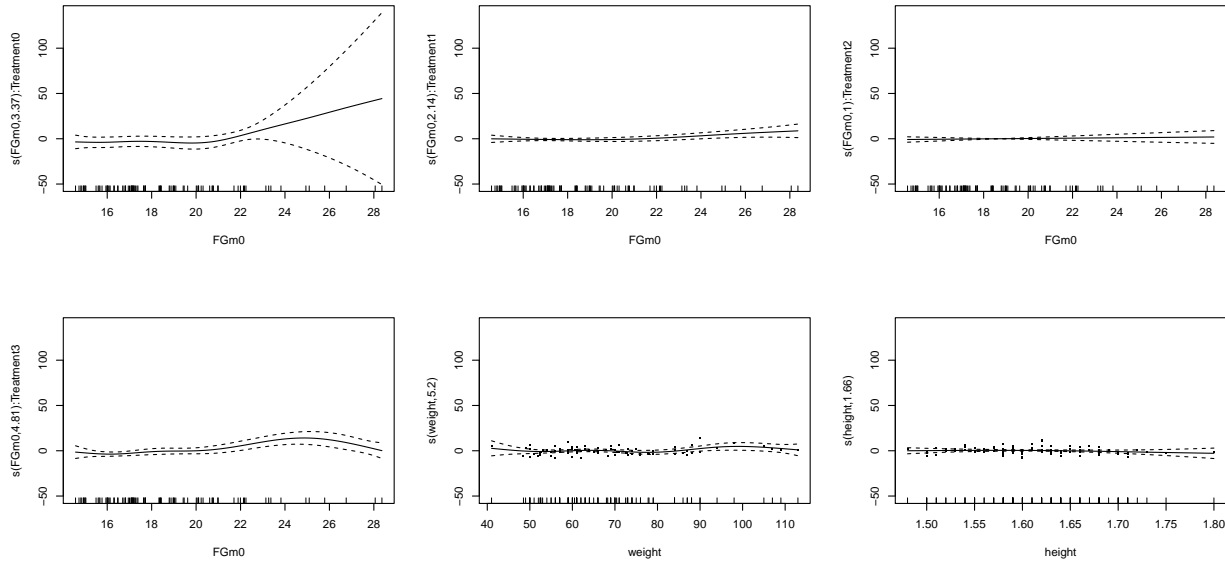 s(FGm0,3.37):Treatment0
−50 0 50 100
16 18 20 22 24 26 28
FGm0
s(FGm0,2.14):Treatment1
−50 0 50 100
16 18 20 22 24 26 28
FGm0
s(FGm0,1):Treatment2
−50 0 50 100
16 18 20 22 24 26 28
FGm0
s(FGm0,4.81):Treatment3
−50 0 50 100
16 18 20 22 24 26 28
FGm0
s(weight,5.2)
−50 0 50 100
40 50 60 70 80 90 100 110
weight
s(height,1.66)
−50 0 50 100
1.50 1.55 1.60 1.65 1.70 1.75 1.80
height